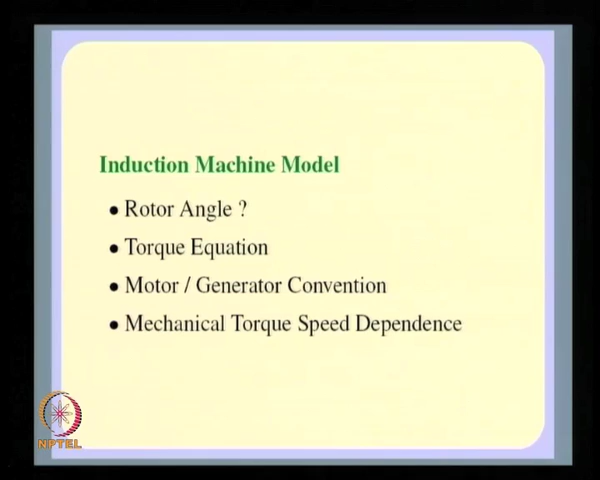 Induction Machine Model
• Rotor Angle ?
• Torque Equation
• Motor / Generator Convention
• Mechanical Torque Speed Dependence
NPTEL